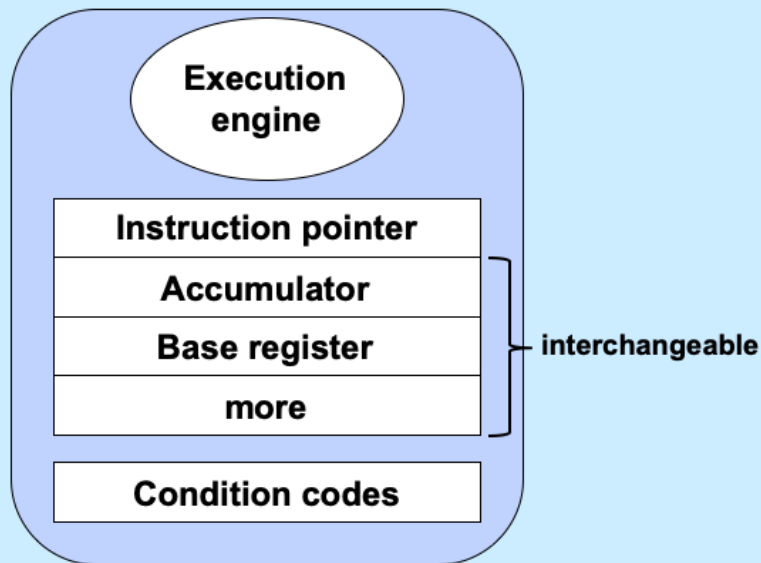 Execution
engine
Instruction pointer
Accumulator
Base register
interchangeable
more
Condition codes